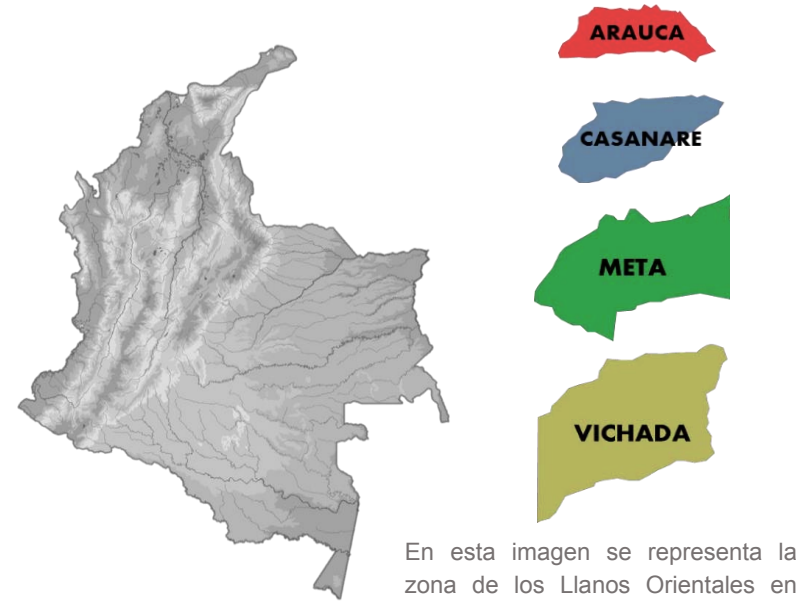 ARAUCA
CASANARE
META
VICHADA
En esta imagen se representa la
zona de los Llanos Orientales en